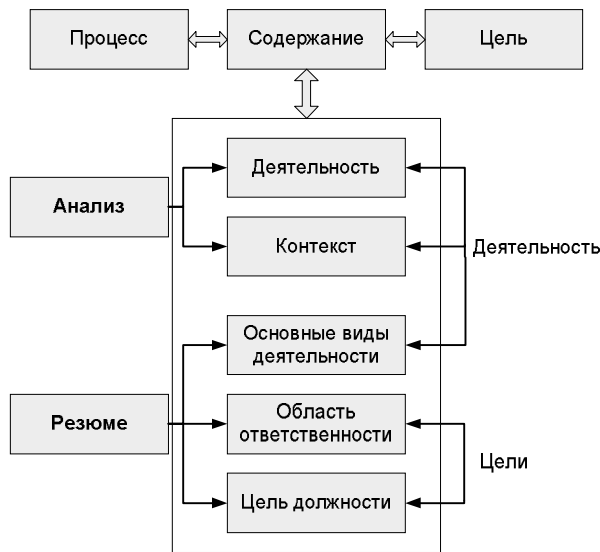 Процесс
Содержание
Цель
Деятельность
Анализ
Контекст
Деятельность
Основные виды
деятельности
Область
ответственности
Резюме
Цели
Цель должности